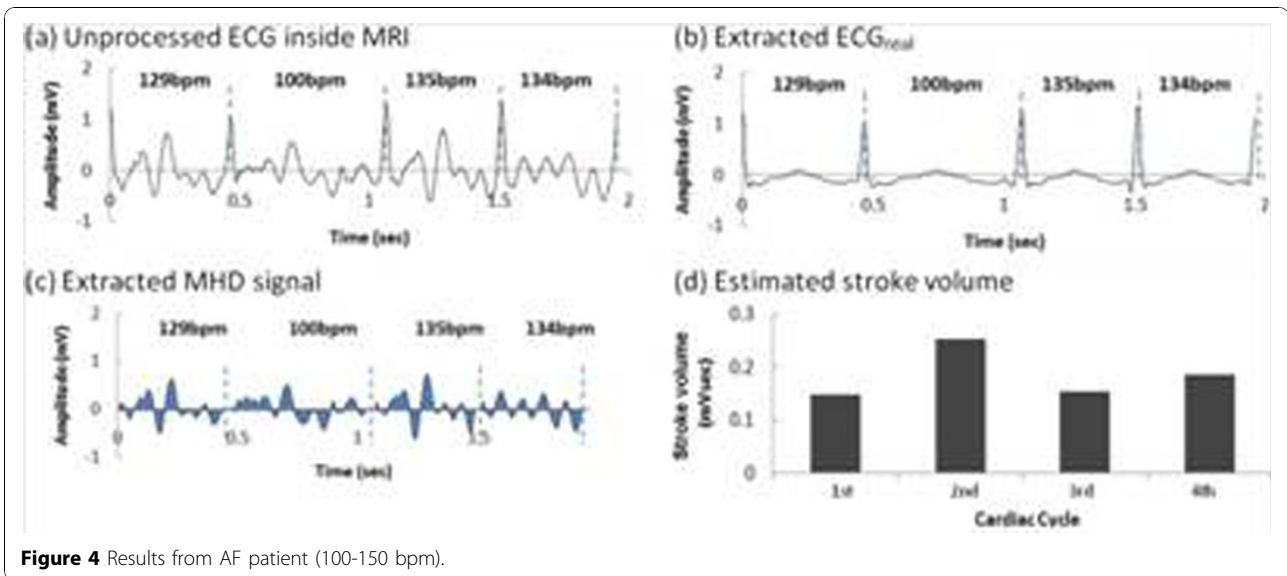 (a) Unprocessed ECG inside MRI
2
1
0
-1
Amplitude (mV)
129bpm 100bpm 135bpm 134bpm
0 0.5 1 1.5 2
Time (sec)
(b) Extracted ECGreal
2
1
0
-1
Amplitude (mV)
129bpm 100bpm 135bpm 134bpm
0 0.5 1 1.5 2
Time (sec)
(c) Extracted MHD signal
2
1
0
-1
Amplitude (mV)
129bpm 100bpm 135bpm 134bpm
0 0.5 1 1.5
Time (sec)
(d) Estimated stroke volume
0.3
0.2
0.1
0
Stroke volume
(mVsec)
1st 2nd 3rd 4th
Cardiac Cycle
Figure 4 Results from AF patient (100-150 bpm).